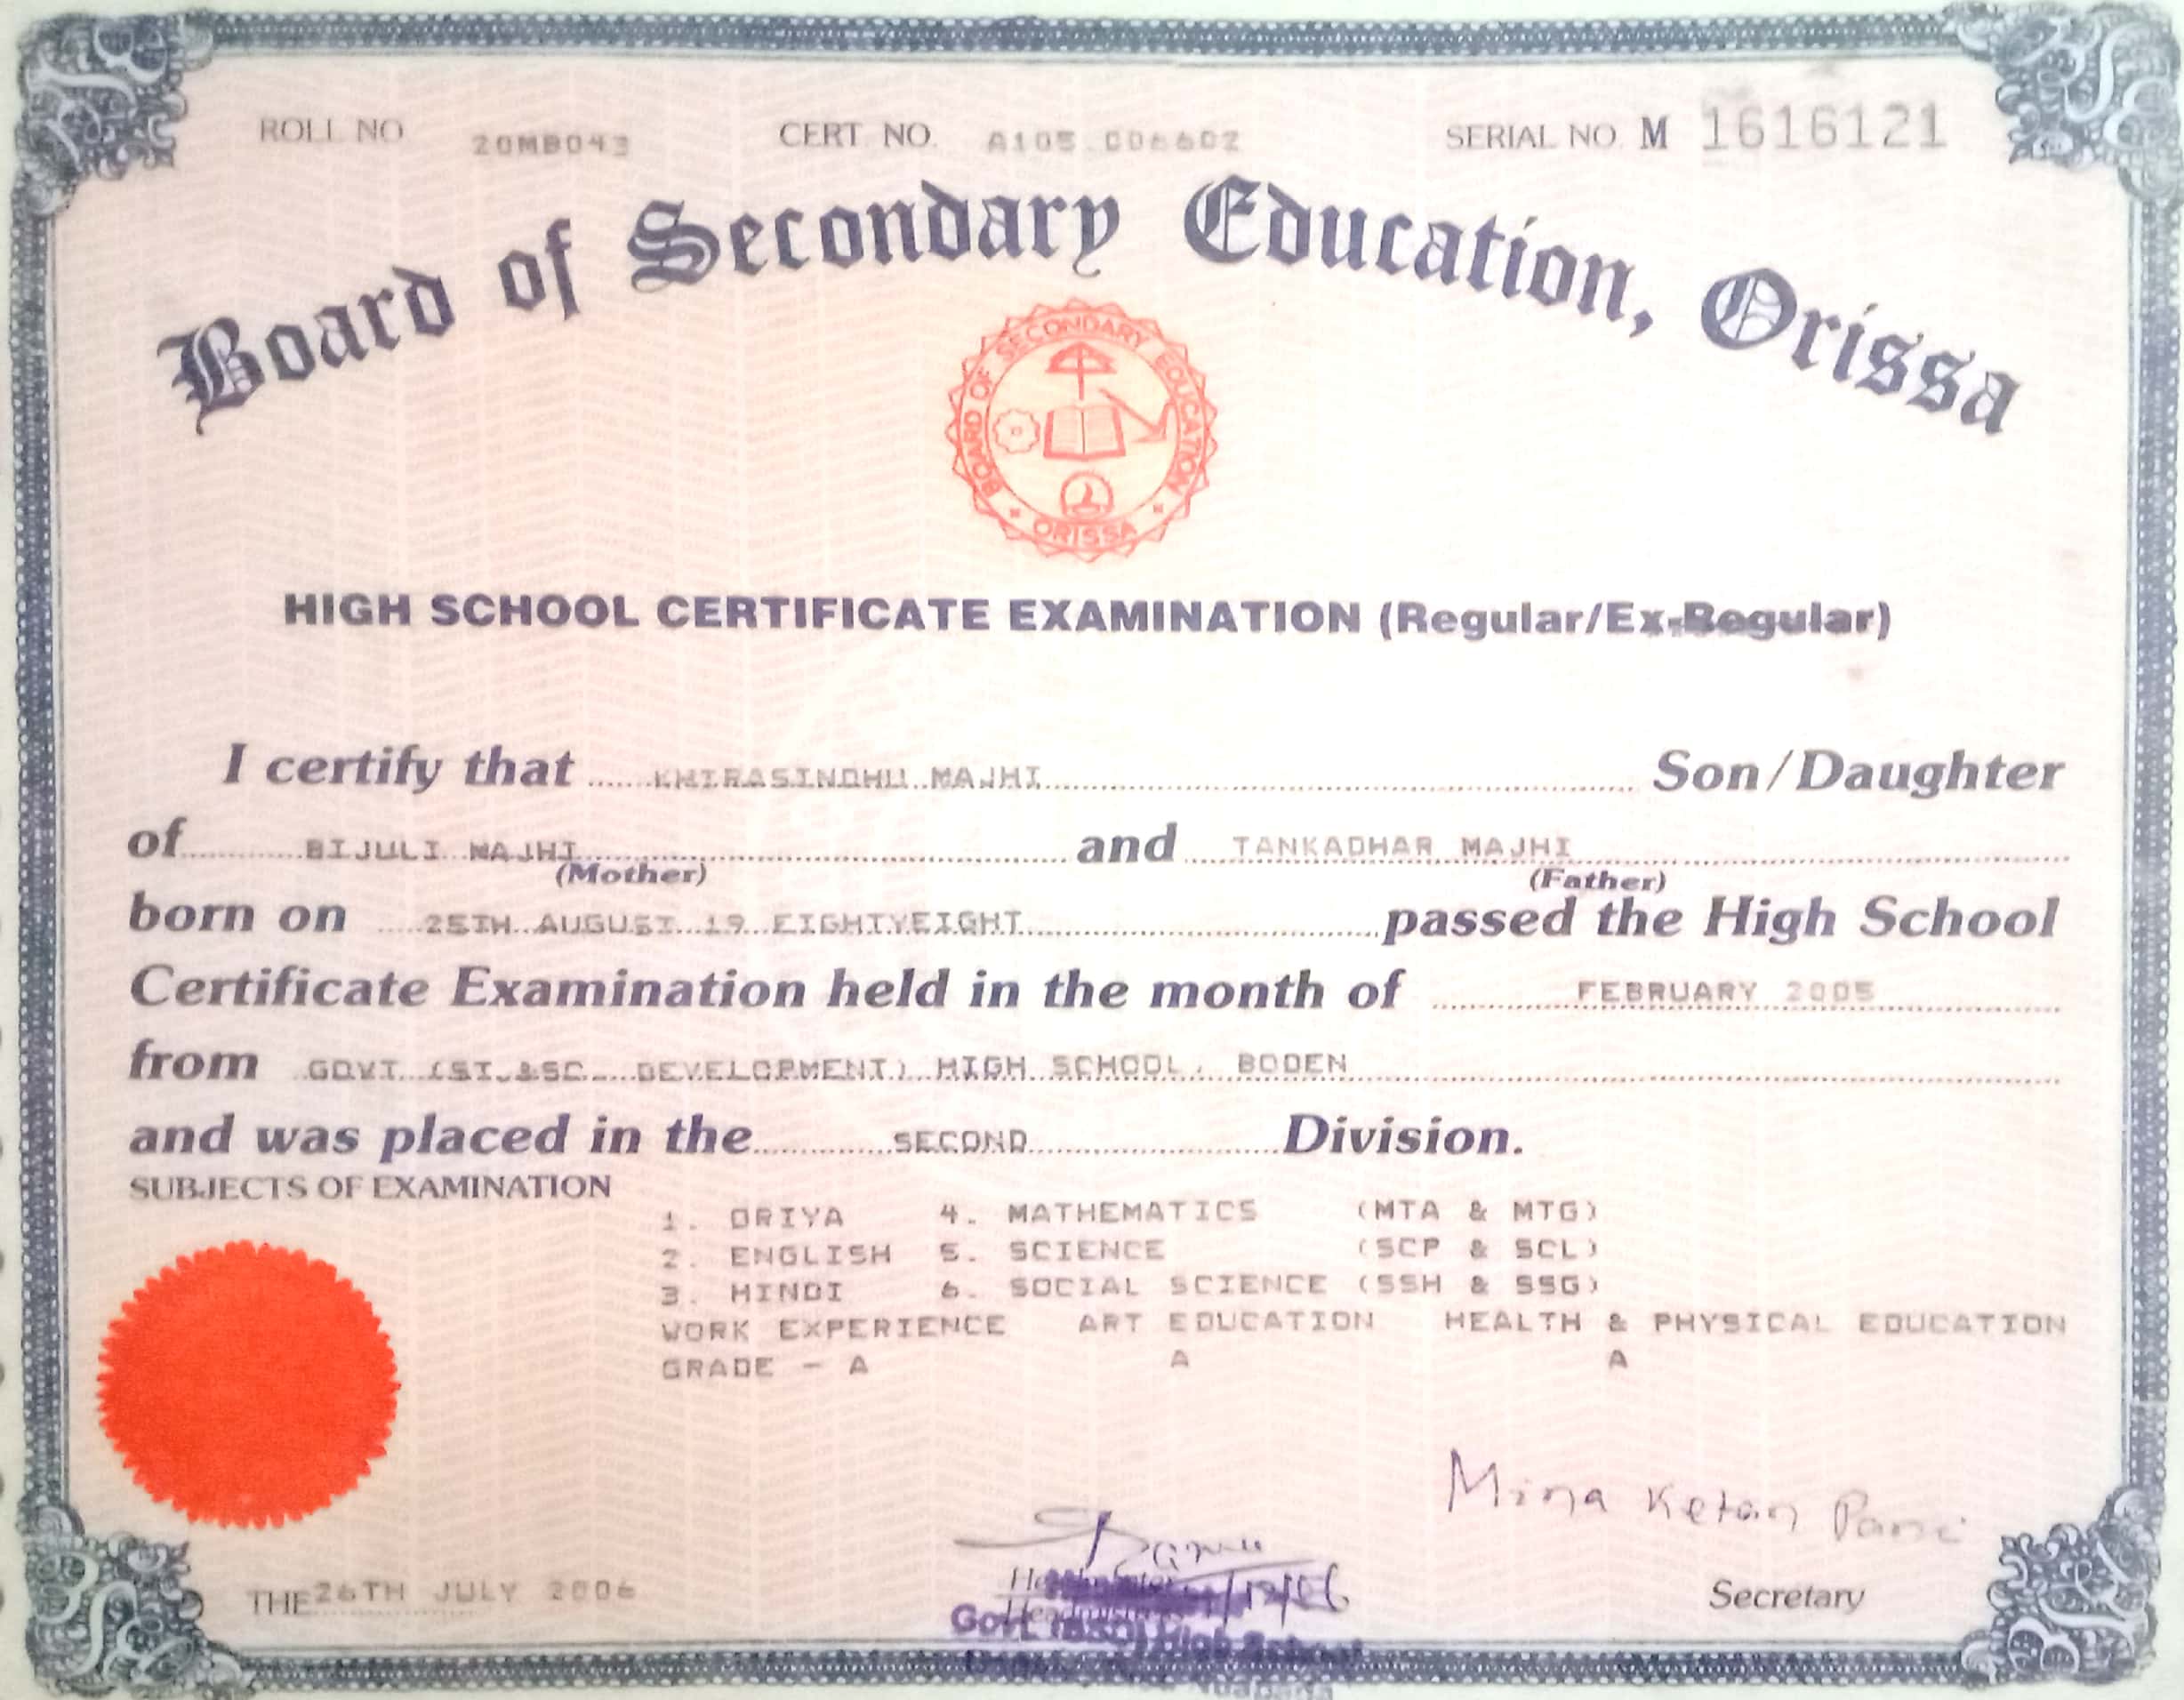 ROLL NO. 20MB043 CERT. NO. A105 006602 SERIAL NO. M 1616121
Board of Secondary Education, Orissa
BOARD OF SECONDARY EDUCATION
ORISSA
HIGH SCHOOL CERTIFICATE EXAMINATION (Regular/Ex-Regular)
I certify that KHIRASINDHU MAJHI Son/Daughter
of BIJULI MAJHI and TANKADHAR MAJHI
(Mother) (Father)
born on 25TH AUGUST 19 EIGHTYEIGHT passed the High School
Certificate Examination held in the month of FEBRUARY 2005
from GOVT (ST.&SC. DEVELOPMENT) HIGH SCHOOL, BODEN
and was placed in the SECOND Division.
SUBJECTS OF EXAMINATION
1. ORIYA 4. MATHEMATICS (MTA & MTG)
2. ENGLISH 5. SCIENCE (SCP & SCL)
3. HINDI 6. SOCIAL SCIENCE (SSH & SSG)
WORK EXPERIENCE ART EDUCATION HEALTH & PHYSICAL EDUCATION
GRADE - A A A
Mina Ketan Pani
THE 26TH JULY 2006 Secretary
Govt. High School